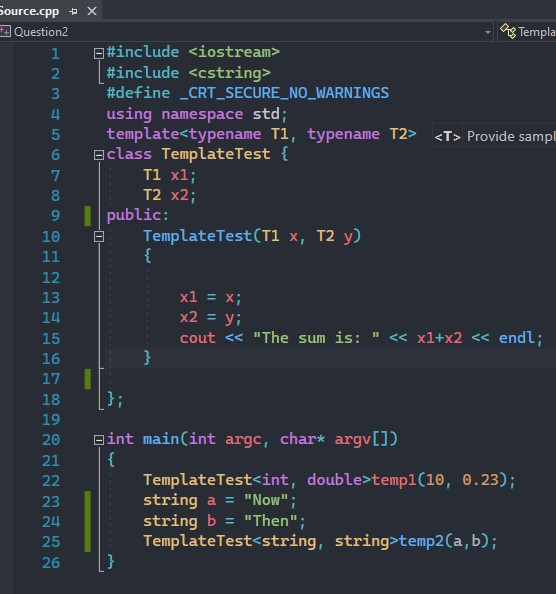 Source.cpp
Question2
Templa
1 #include <iostream>
2 #include <cstring>
3 #define _CRT_SECURE_NO_WARNINGS
4 using namespace std;
5 template<typename T1, typename T2> <T> Provide sampl
6 class TemplateTest {
7 T1 x1;
8 T2 x2;
9 public:
10 TemplateTest(T1 x, T2 y)
11 {
12
13 x1 = x;
14 x2 = y;
15 cout << "The sum is: " << x1+x2 << endl;
16 }
17
18 };
19
20 int main(int argc, char* argv[])
21 {
22 TemplateTest<int, double>temp1(10, 0.23);
23 string a = "Now";
24 string b = "Then";
25 TemplateTest<string, string>temp2(a,b);
26 }